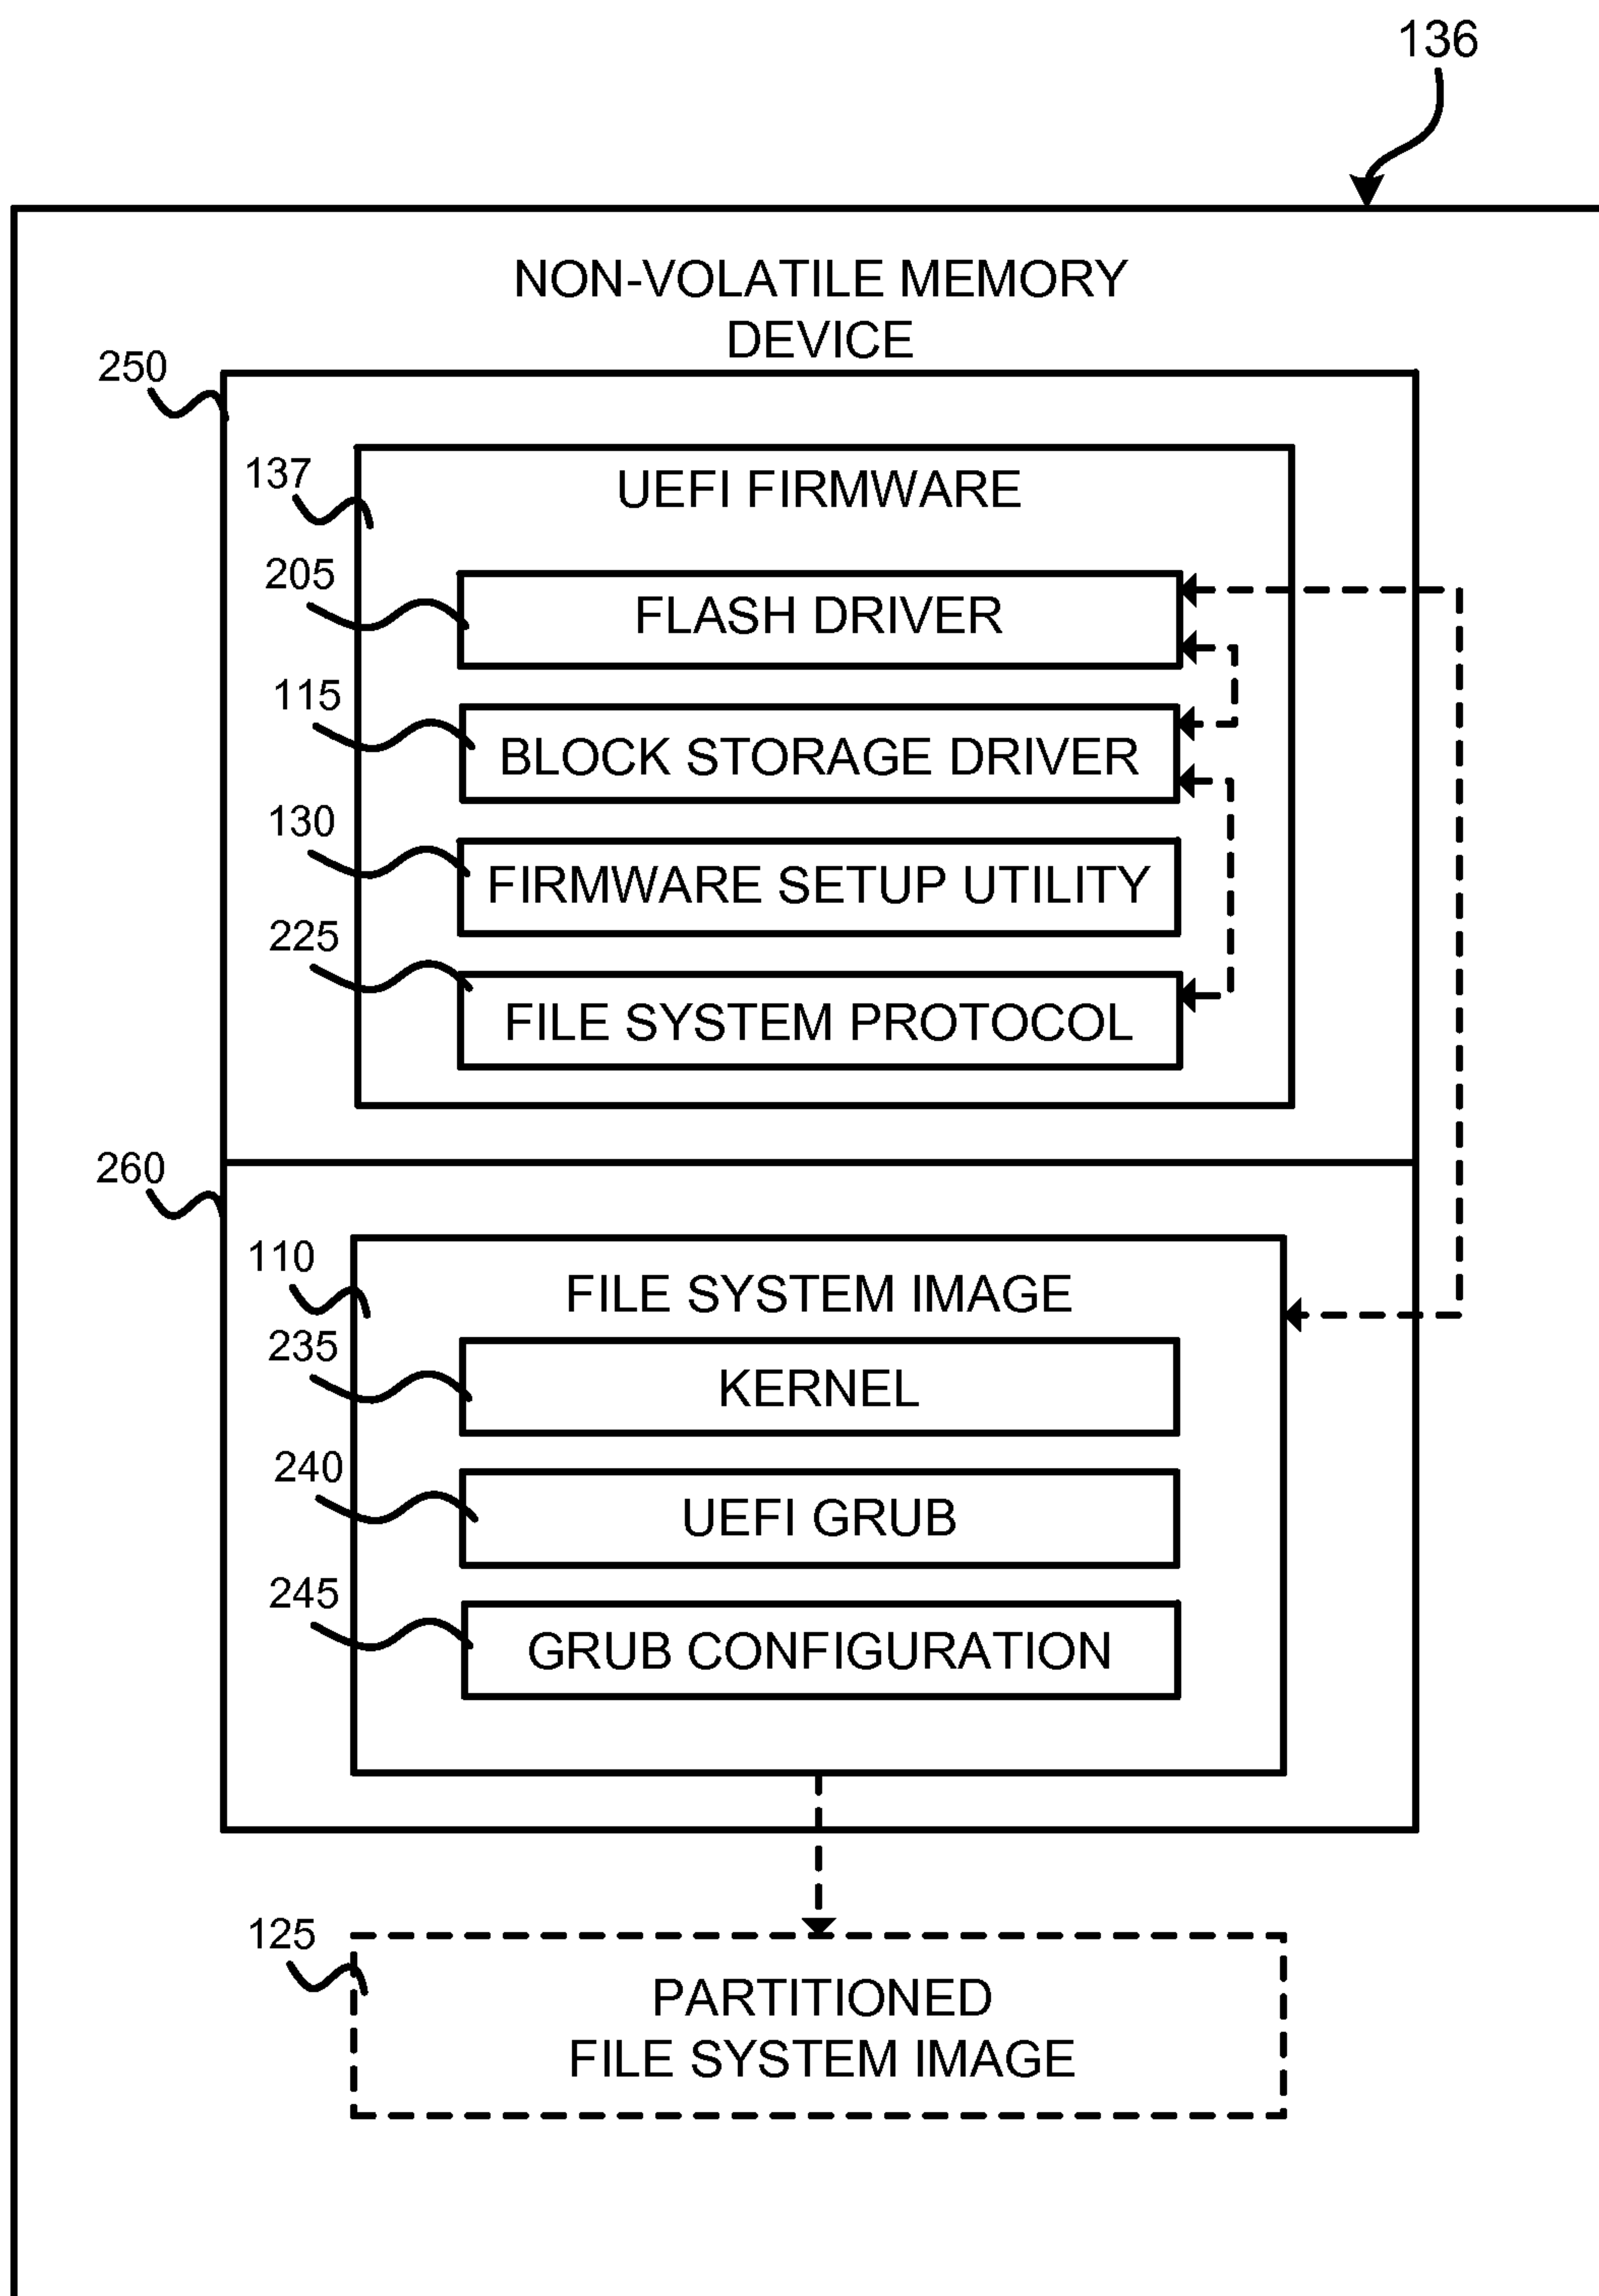 136
NON-VOLATILE MEMORY
DEVICE
250
137
UEFI FIRMWARE
205
FLASH DRIVER
115
BLOCK STORAGE DRIVER
130
FIRMWARE SETUP UTILITY
225
FILE SYSTEM PROTOCOL
260
110
FILE SYSTEM IMAGE
235
KERNEL
240
UEFI GRUB
245
GRUB CONFIGURATION
125
PARTITIONED
FILE SYSTEM IMAGE